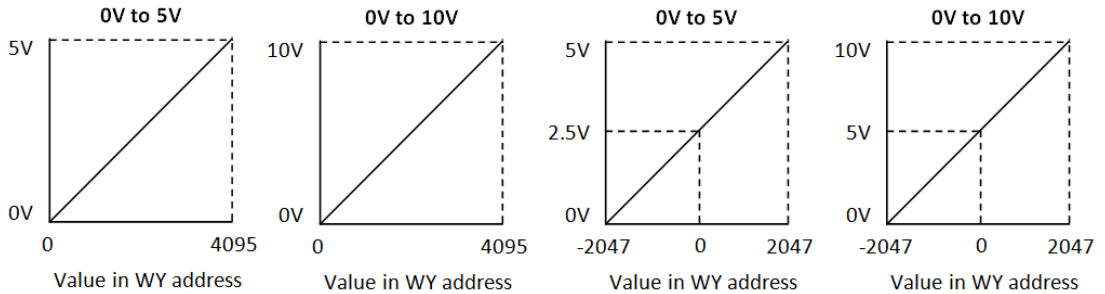 0V to 5V
5V
0V
0 4095
Value in WY address
0V to 10V
10V
0V
0 4095
Value in WY address
0V to 5V
5V
2.5V
0V
-2047 0 2047
Value in WY address
0V to 10V
10V
5V
0V
-2047 0 2047
Value in WY address